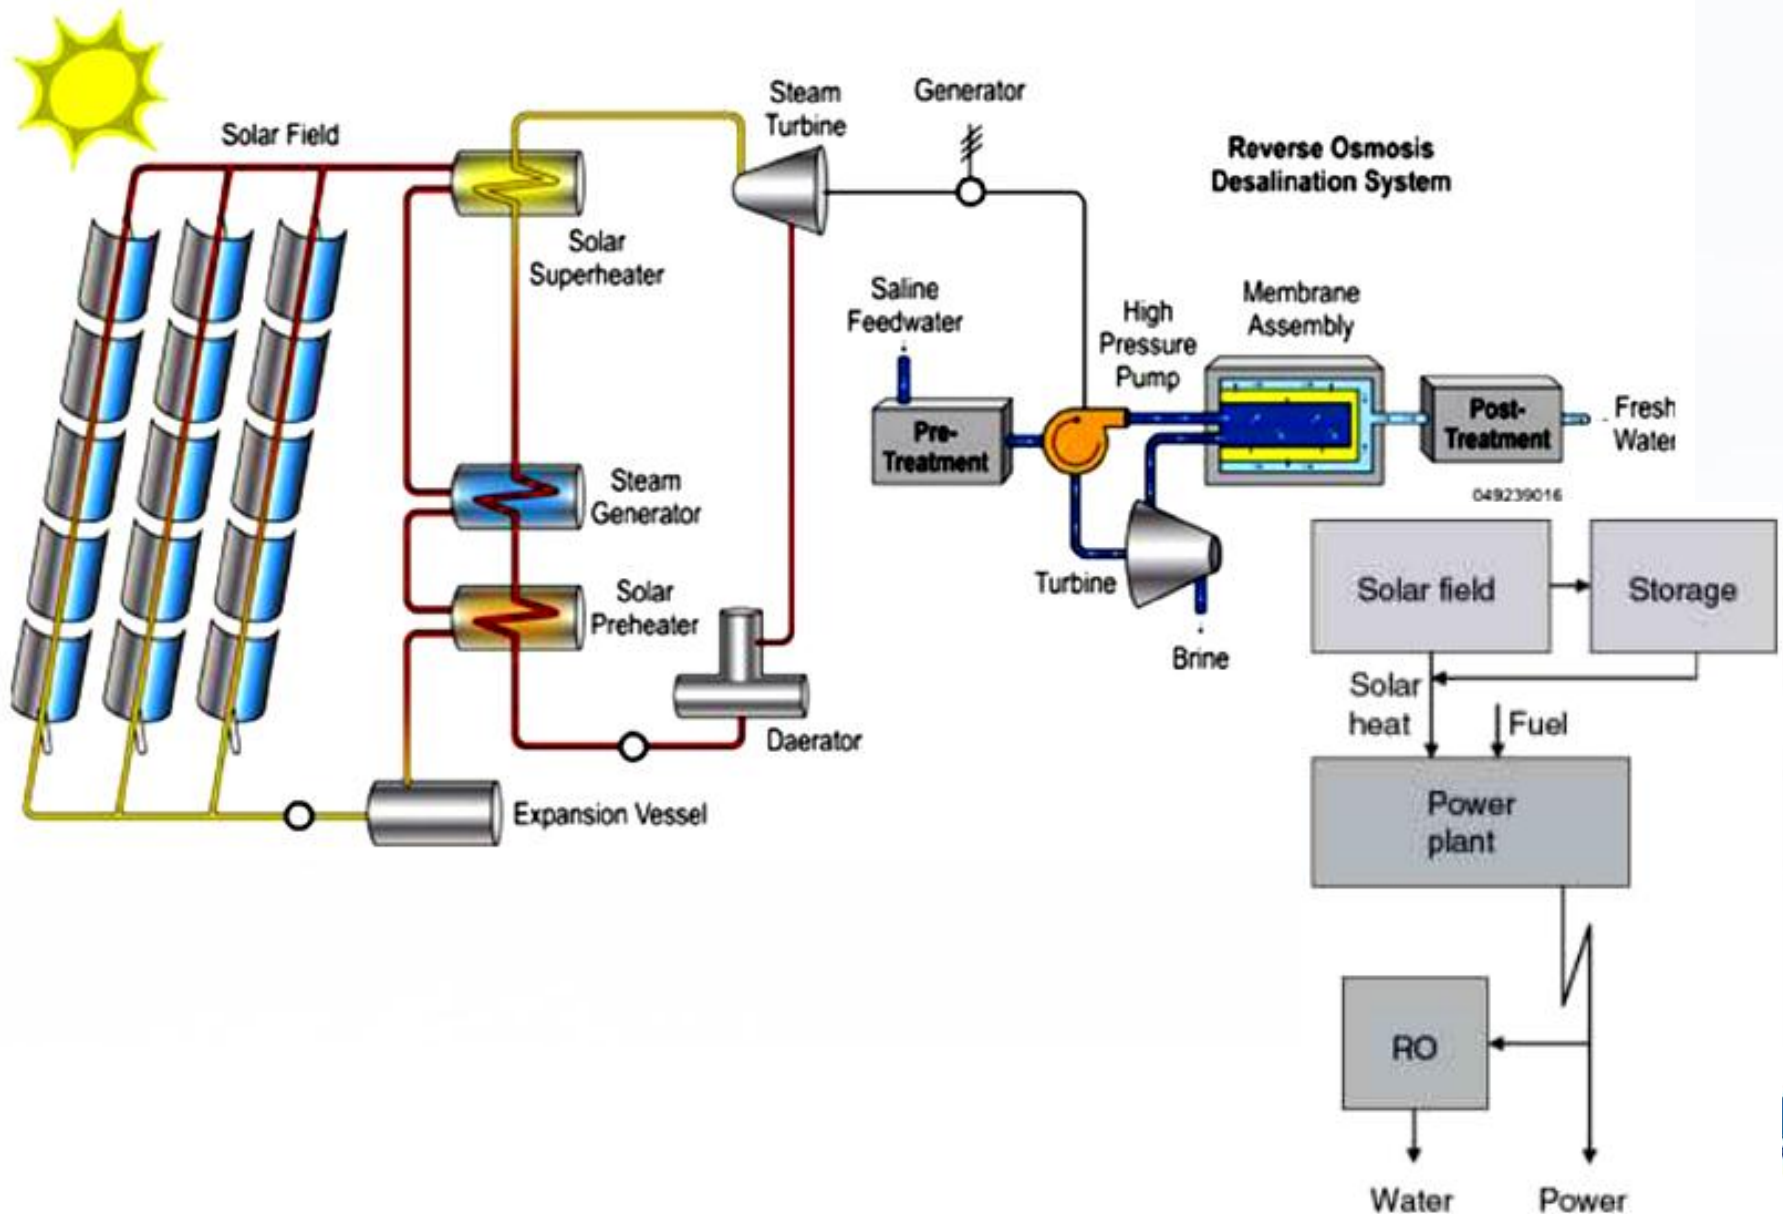 Solar Field
Steam
Turbine
Generator
Reverse Osmosis
Desalination System
Solar
Superheater
Saline
Feedwater
High
Pressure
Pump
Membrane
Assembly
Pre-
Treatment
Post-
Treatment
Fresh
Water
049239016
Steam
Generator
Turbine
Brine
Solar
Preheater
Daerator
Expansion Vessel
Solar field
Storage
Solar
heat
Fuel
Power
plant
RO
Water
Power